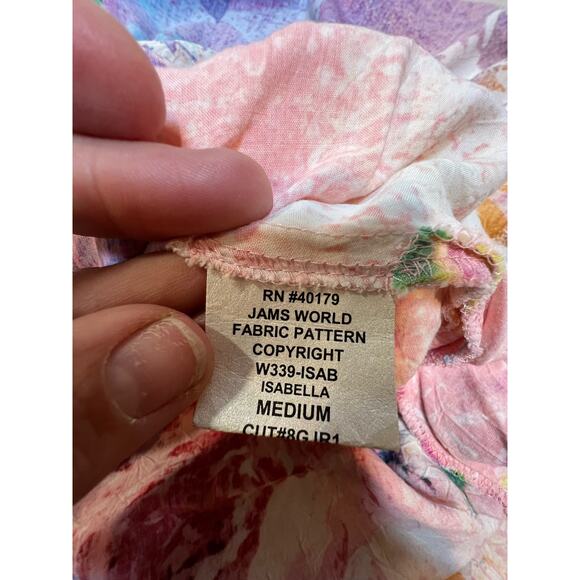 RN #40179
JAMS WORLD
FABRIC PATTERN
COPYRIGHT
W339-ISAB
ISABELLA
MEDIUM